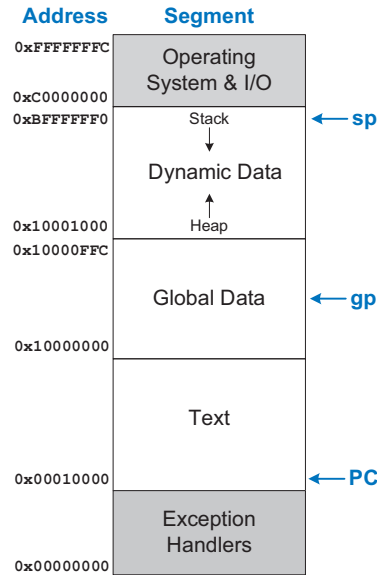 Address Segment
0xFFFFFFFC
Operating
System & I/O
0xC0000000
0xBFFFFFF0 Stack sp
Dynamic Data
0x10001000 Heap
0x10000FFC
Global Data gp
0x10000000
Text
0x00010000 PC
Exception
Handlers
0x00000000